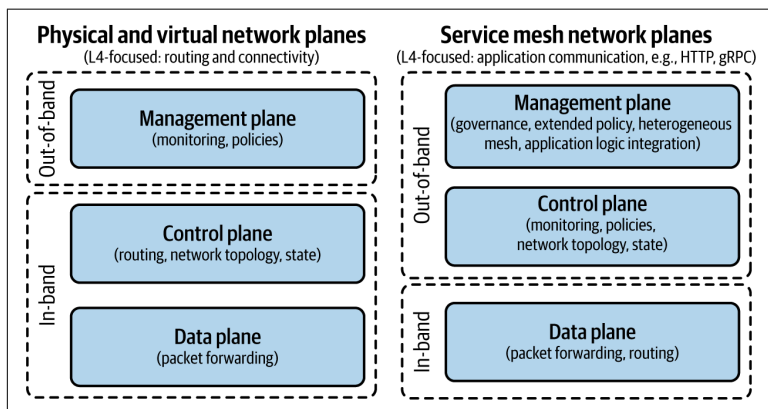 Physical and virtual network planes
(L4-focused: routing and connectivity)
Out-of-band
Management plane
(monitoring, policies)
In-band
Control plane
(routing, network topology, state)
Data plane
(packet forwarding)
Service mesh network planes
(L4-focused: application communication, e.g., HTTP, gRPC)
Out-of-band
Management plane
(governance, extended policy, heterogeneous
mesh, application logic integration)
Control plane
(monitoring, policies,
network topology, state)
In-band
Data plane
(packet forwarding, routing)